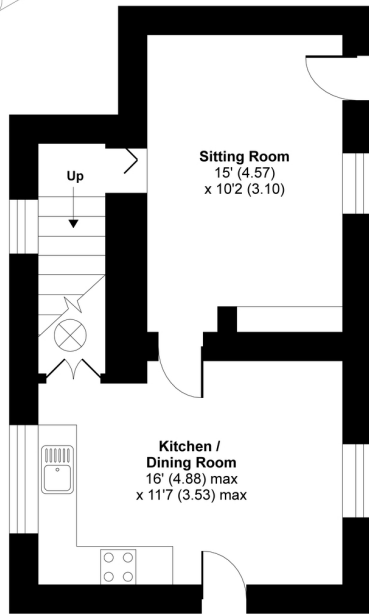 Sitting Room
15' (4.57)
x 10'2 (3.10)
Up
Kitchen /
Dining Room
16' (4.88) max
x 11'7 (3.53) max